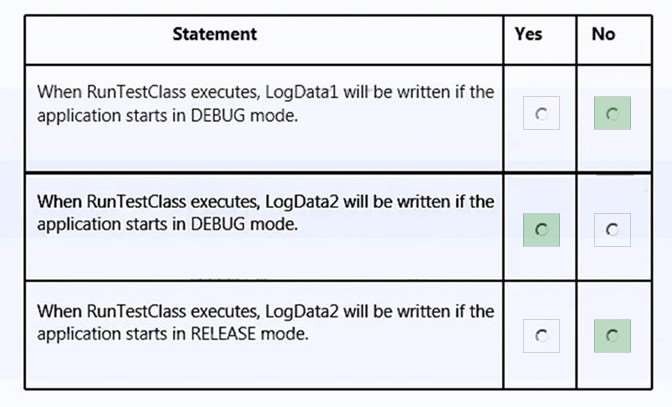 Statement Yes No
When RunTestClass executes, LogData1 will be written if the
application starts in DEBUG mode.
When RunTestClass executes, LogData2 will be written if the
application starts in DEBUG mode.
When RunTestClass executes, LogData2 will be written if the
application starts in RELEASE mode.